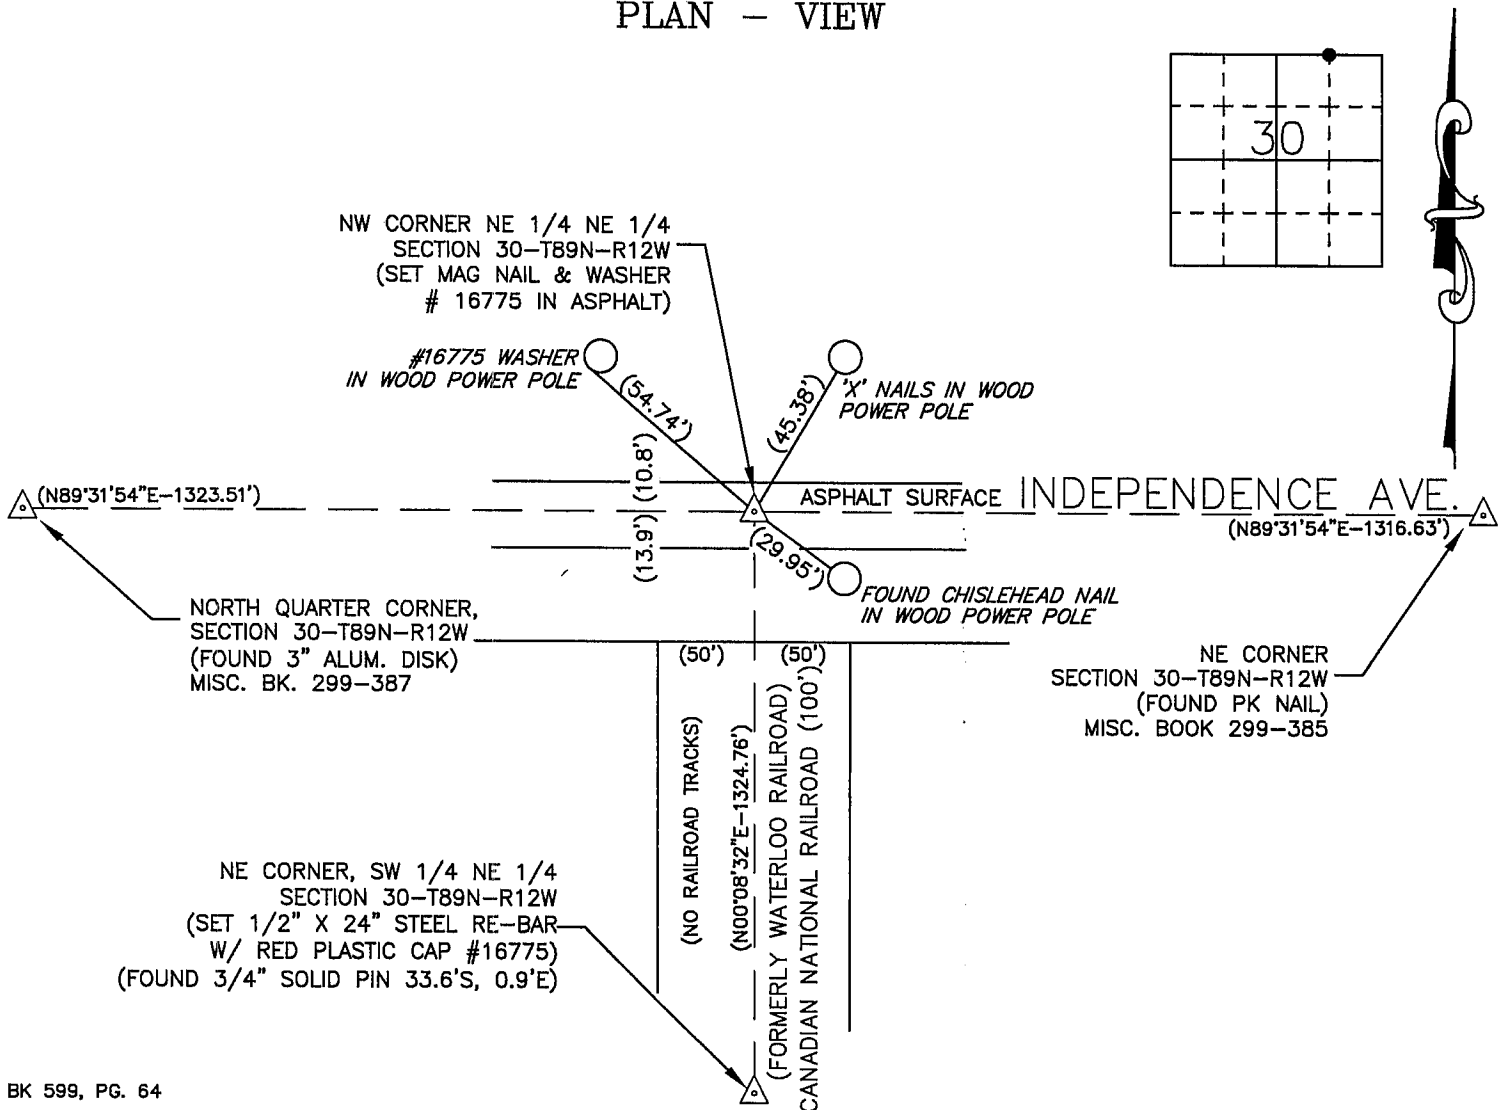 PLAN - VIEW
30
NW CORNER NE 1/4 NE 1/4
SECTION 30-T89N-R12W
(SET MAG NAIL & WASHER
# 16775 IN ASPHALT)
#16775 WASHER
IN WOOD POWER POLE
(54.74')
(45.38')
'X' NAILS IN WOOD
POWER POLE
(10.8')
(13.9')
(N89°31'54"E-1323.51')
ASPHALT SURFACE
INDEPENDENCE AVE.
(N89°31'54"E-1316.63')
(29.95')
FOUND CHISLEHEAD NAIL
IN WOOD POWER POLE
NORTH QUARTER CORNER,
SECTION 30-T89N-R12W
(FOUND 3" ALUM. DISK)
MISC. BK. 299-387
(50')
(50')
NE CORNER
SECTION 30-T89N-R12W
(FOUND PK NAIL)
MISC. BOOK 299-385
(NO RAILROAD TRACKS)
(N00°08'32"E-1324.76')
(FORMERLY WATERLOO RAILROAD)
CANADIAN NATIONAL RAILROAD (100')
NE CORNER, SW 1/4 NE 1/4
SECTION 30-T89N-R12W
(SET 1/2" X 24" STEEL RE-BAR
W/ RED PLASTIC CAP #16775)
(FOUND 3/4" SOLID PIN 33.6'S, 0.9'E)
BK 599, PG. 64